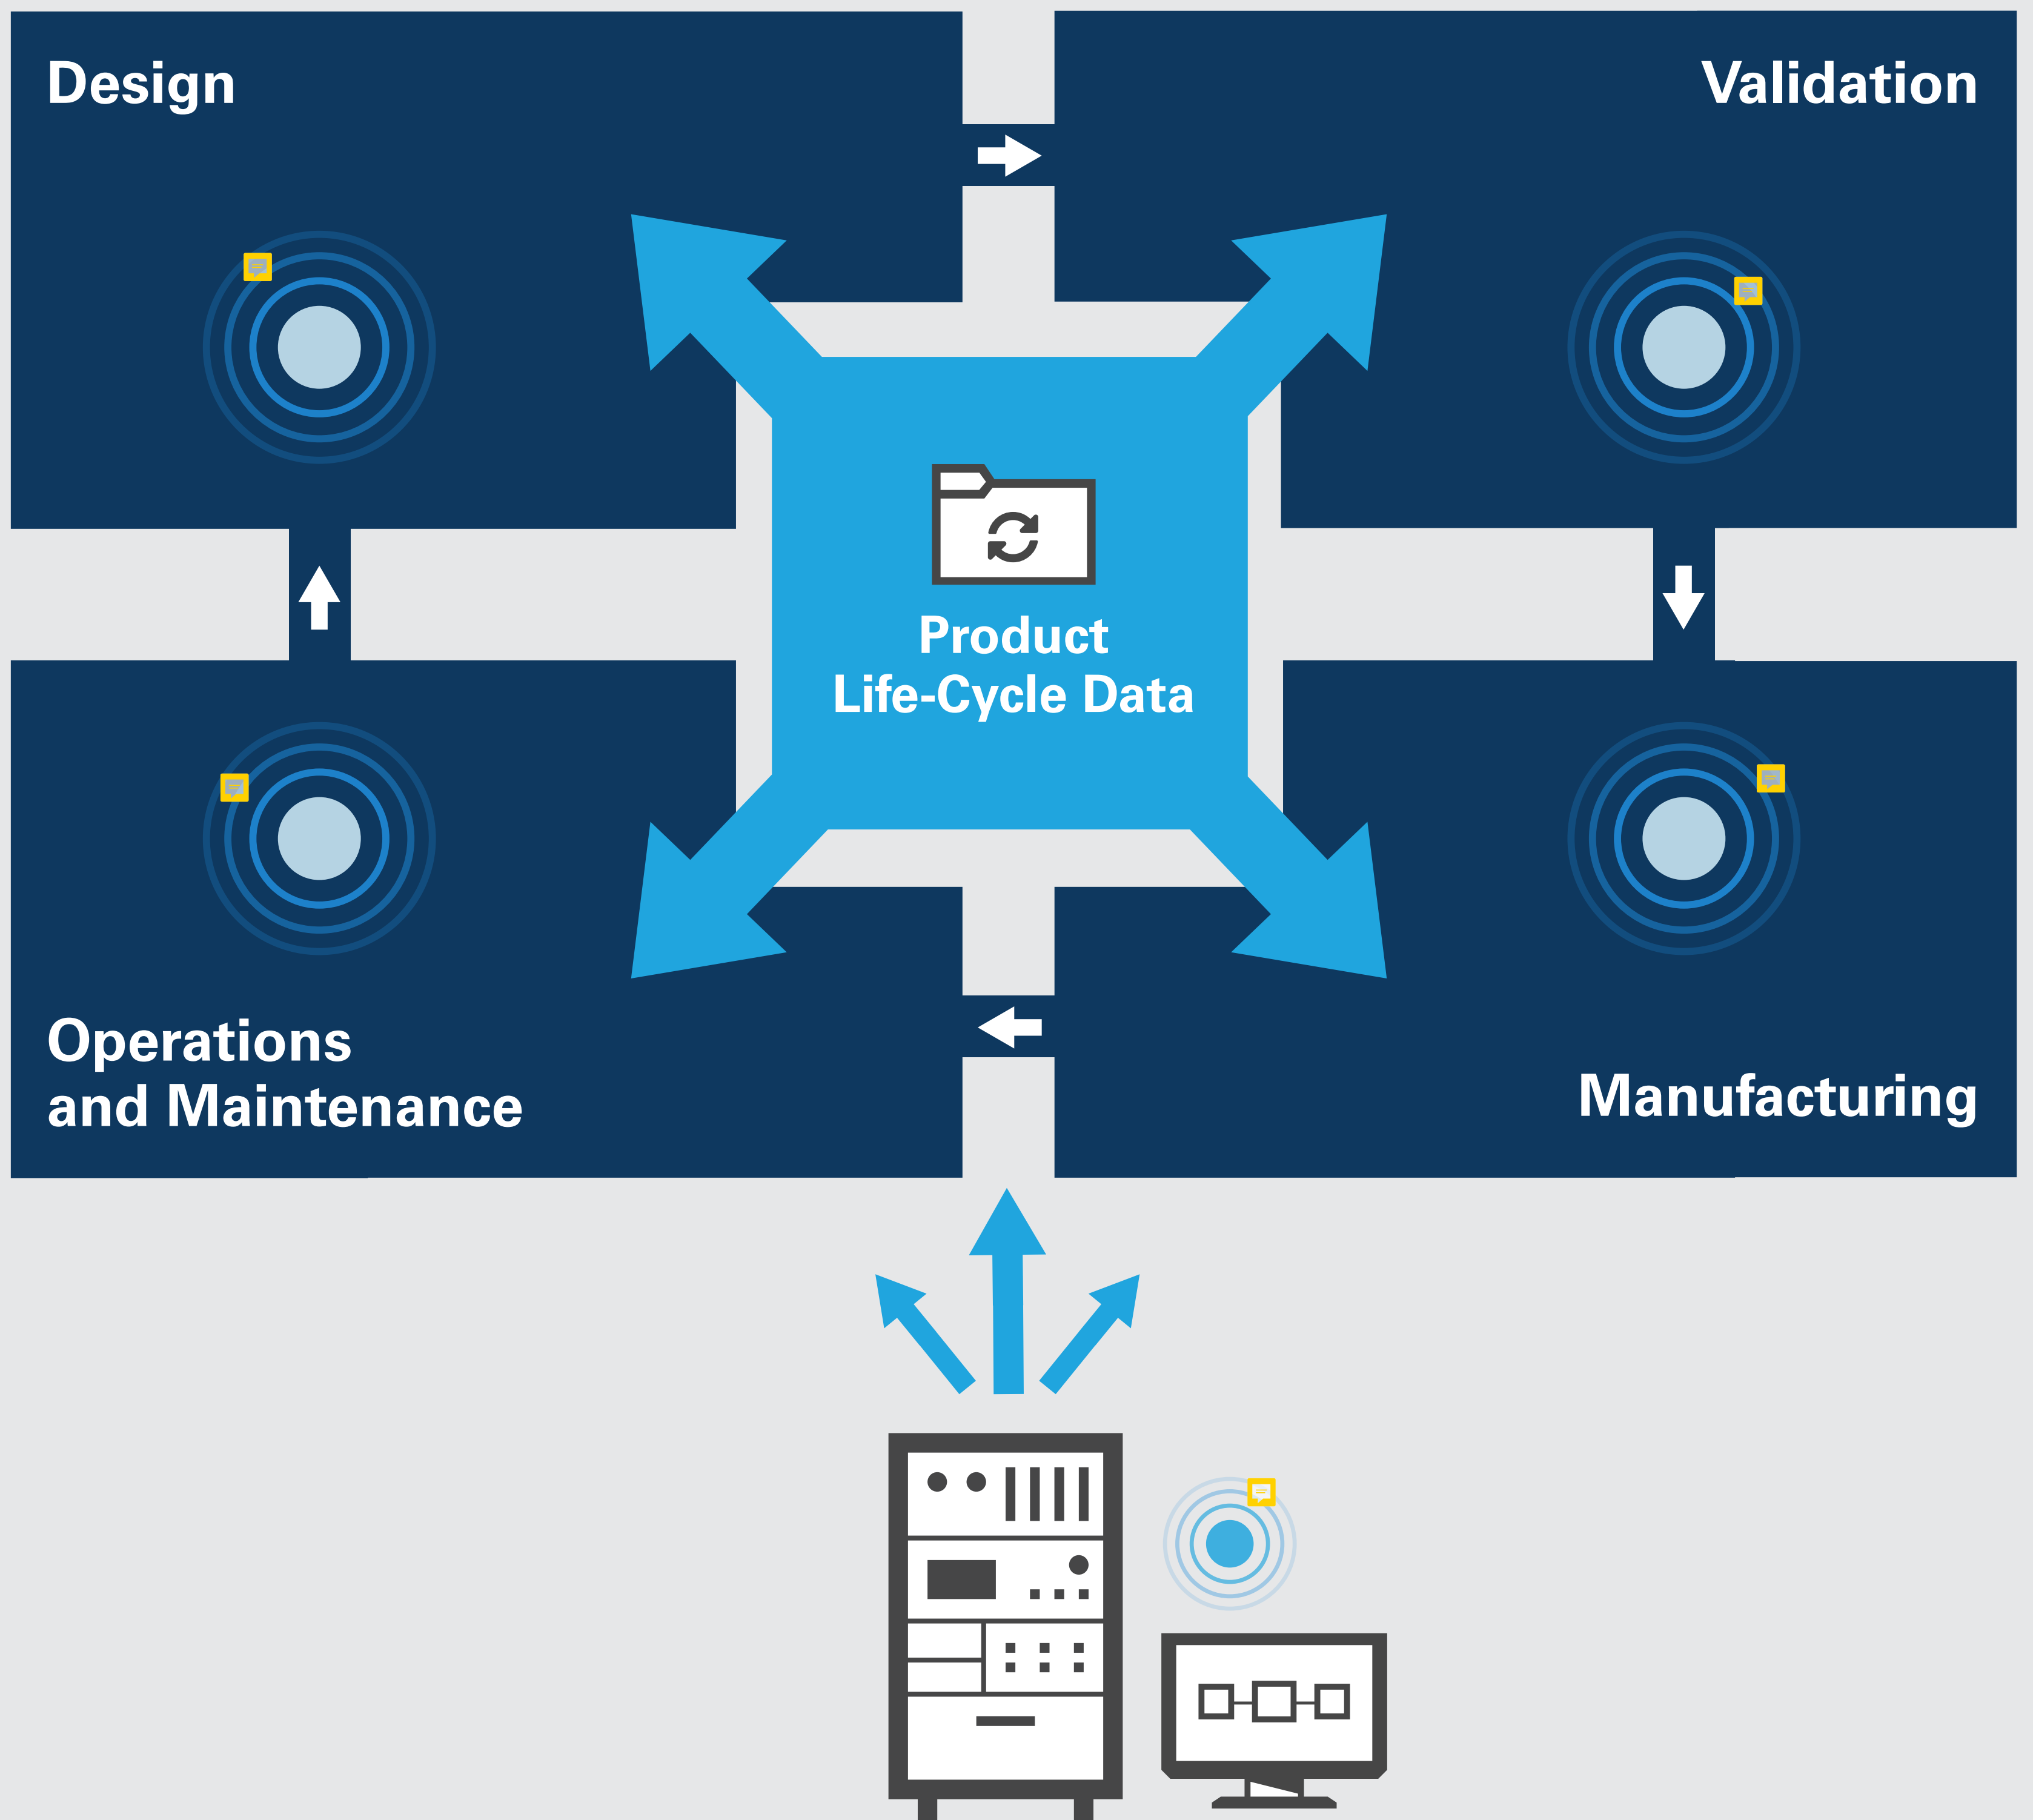 Design
Validation
Product
Life-Cycle Data
Operations
and Maintenance
Manufacturing